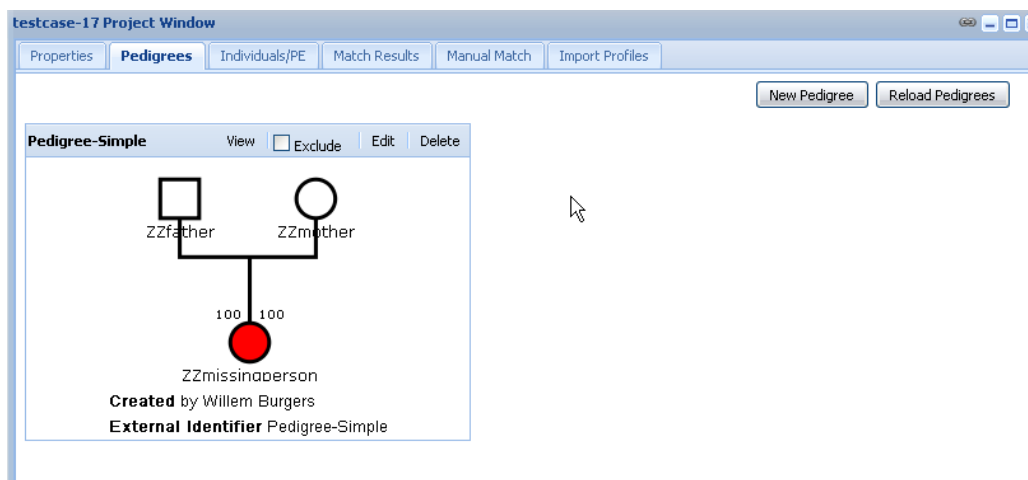 testcase-17 Project Window
Properties Pedigrees Individuals/PE Match Results Manual Match Import Profiles
New Pedigree Reload Pedigrees
Pedigree-Simple View Exclude Edit Delete
ZZfather ZZmother
100 100
ZZmissingperson
Created by Willem Burgers
External Identifier Pedigree-Simple